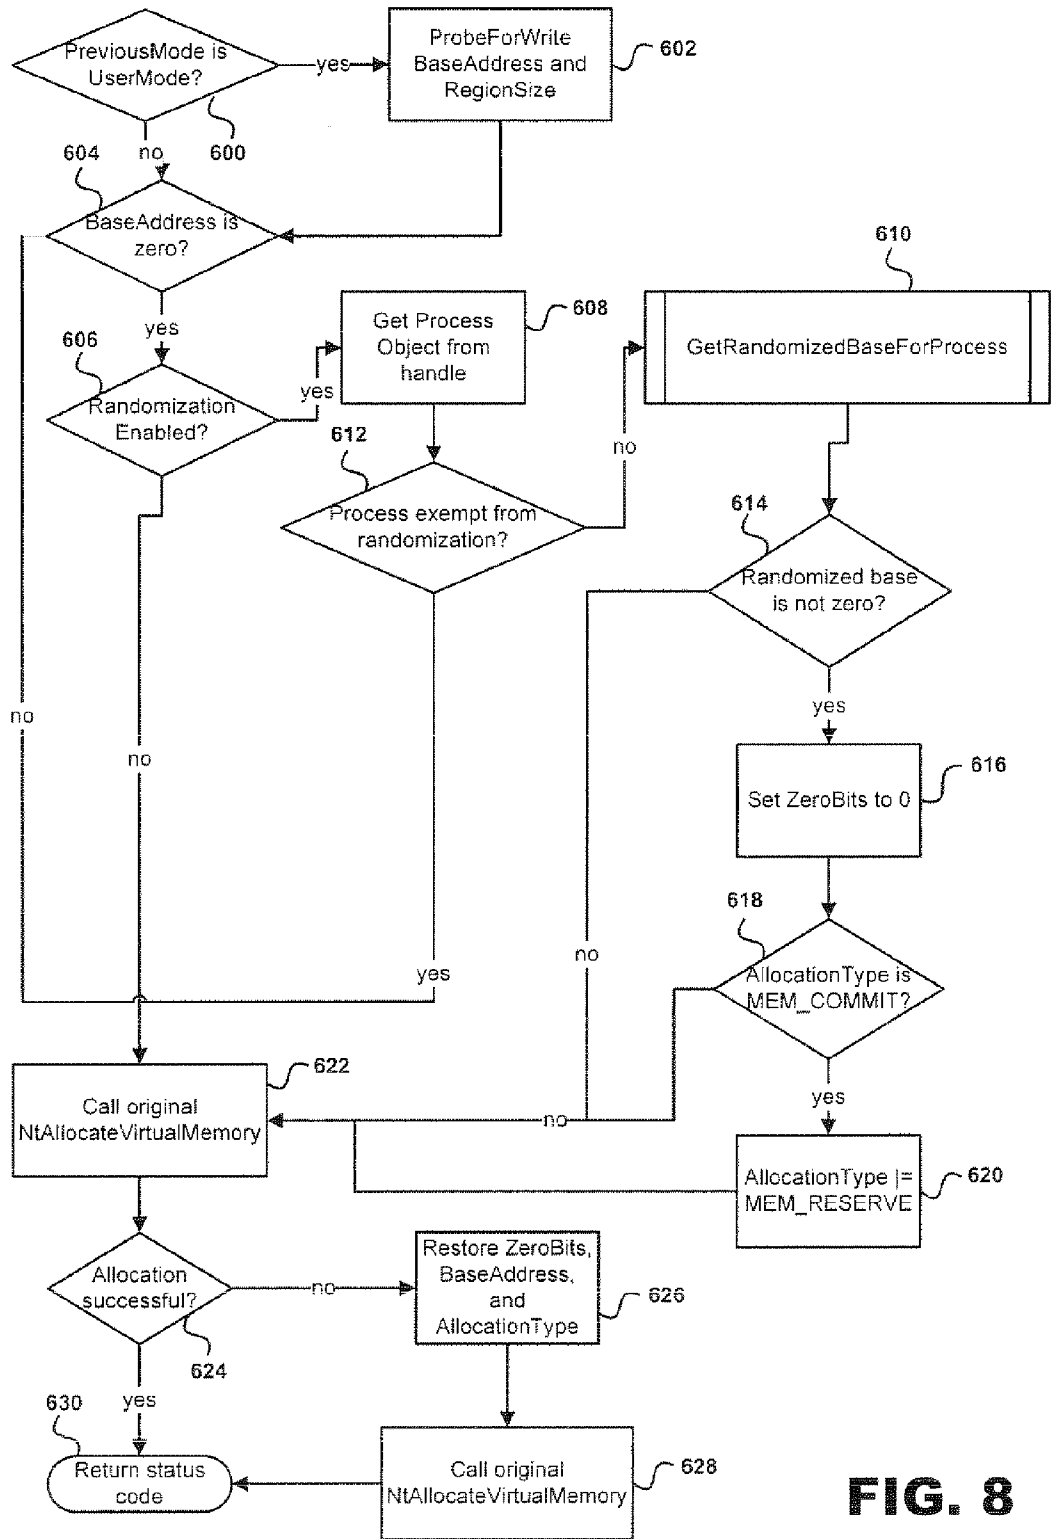 PreviousMode is
UserMode?
yes
ProbeForWrite
BaseAddress and
RegionSize
602
no
600
604
BaseAddress is
zero?
610
yes
606
Get Process
Object from
handle
608
GetRandomizedBaseForProcess
Randomization
Enabled?
yes
612
no
Process exempt from
randomization?
614
Randomized base
is not zero?
no
no
yes
Set ZeroBits to 0
616
618
no
yes
AllocationType is
MEM_COMMIT?
622
Call original
NtAllocateVirtualMemory
no
yes
AllocationType |=
MEM_RESERVE
620
Allocation
successful?
no
Restore ZeroBits,
BaseAddress,
and
AllocationType
626
624
yes
630
Return status
code
Call original
NtAllocateVirtualMemory
628
FIG. 8